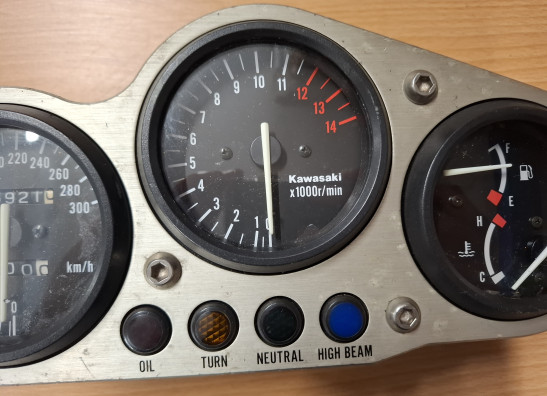 220 240 260 280 300
km/h
0
0 1 2 3 4 5 6 7 8 9 10 11 12 13 14
Kawasaki
x1000r/min
F
E
H
C
OIL
TURN
NEUTRAL
HIGH BEAM